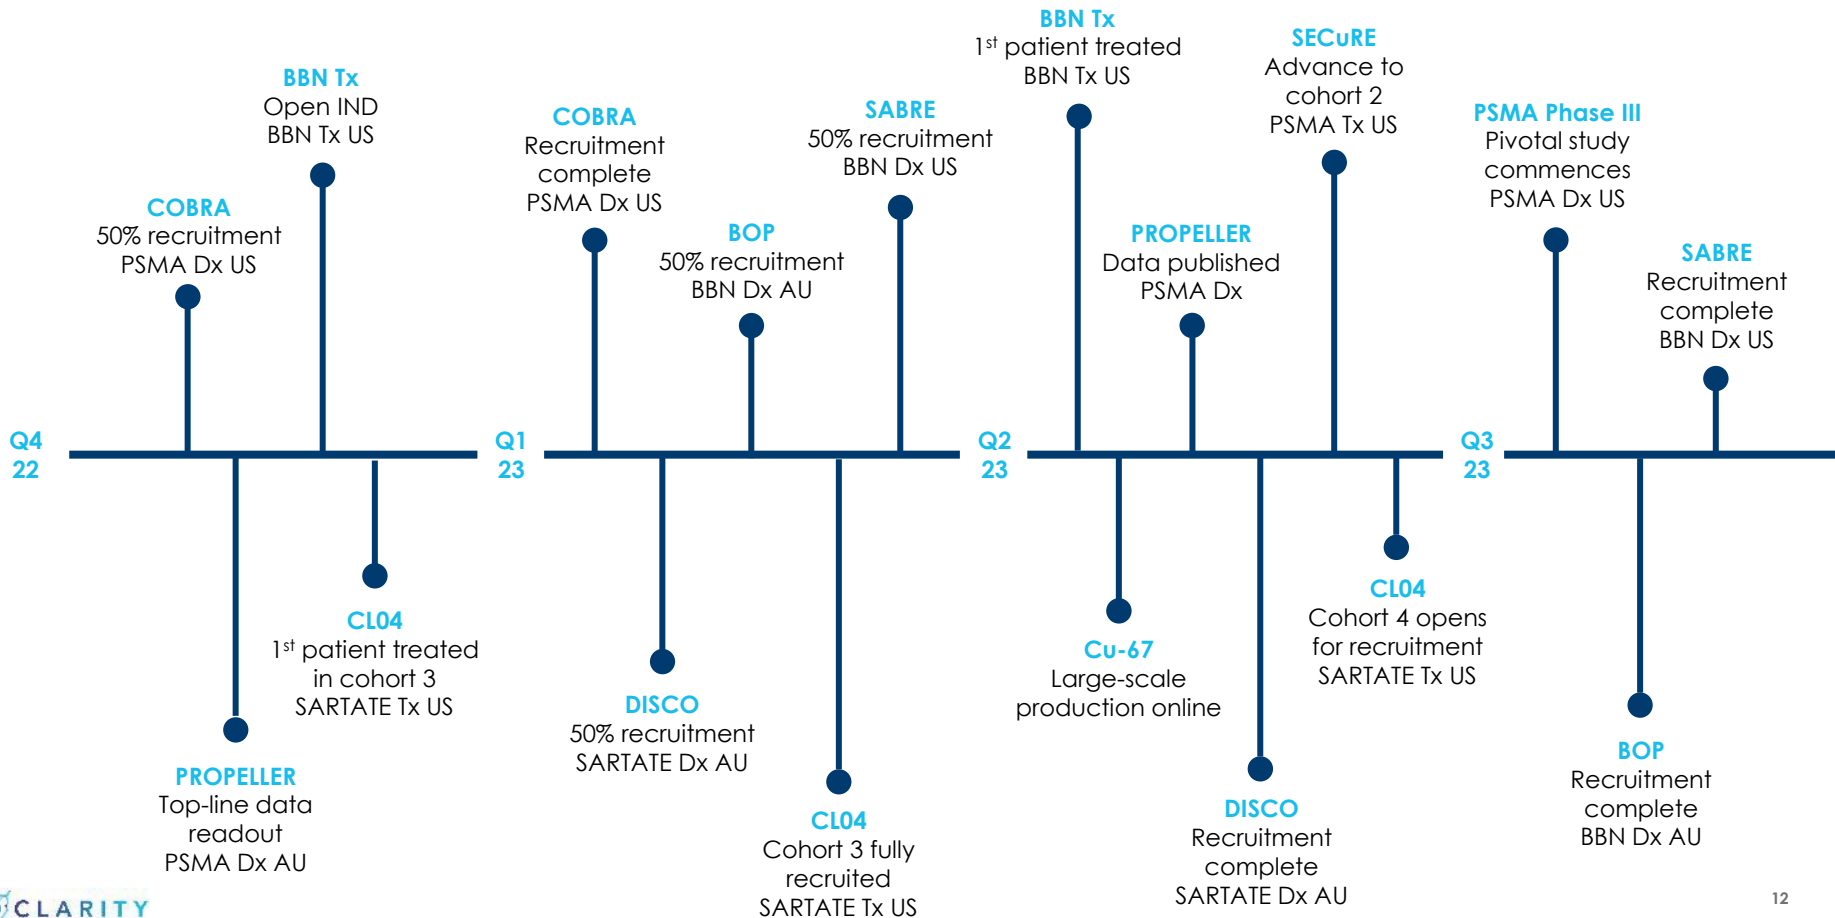 Q4
22
COBRA
50% recruitment
PSMA Dx US
PROPELLER
Top-line data
readout
PSMA Dx AU
BBN Tx
Open IND
BBN Tx US
CL04
1st patient treated
in cohort 3
SARTATE Tx US
Q1
23
COBRA
Recruitment
complete
PSMA Dx US
DISCO
50% recruitment
SARTATE Dx AU
BOP
50% recruitment
BBN Dx AU
CL04
Cohort 3 fully
recruited
SARTATE Tx US
SABRE
50% recruitment
BBN Dx US
Q2
23
BBN Tx
1st patient treated
BBN Tx US
Cu-67
Large-scale
production online
PROPELLER
Data published
PSMA Dx
DISCO
Recruitment
complete
SARTATE Dx AU
SECuRE
Advance to
cohort 2
PSMA Tx US
CL04
Cohort 4 opens
for recruitment
SARTATE Tx US
Q3
23
PSMA Phase III
Pivotal study
commences
PSMA Dx US
BOP
Recruitment
complete
BBN Dx AU
SABRE
Recruitment
complete
BBN Dx US
CLARITY
12